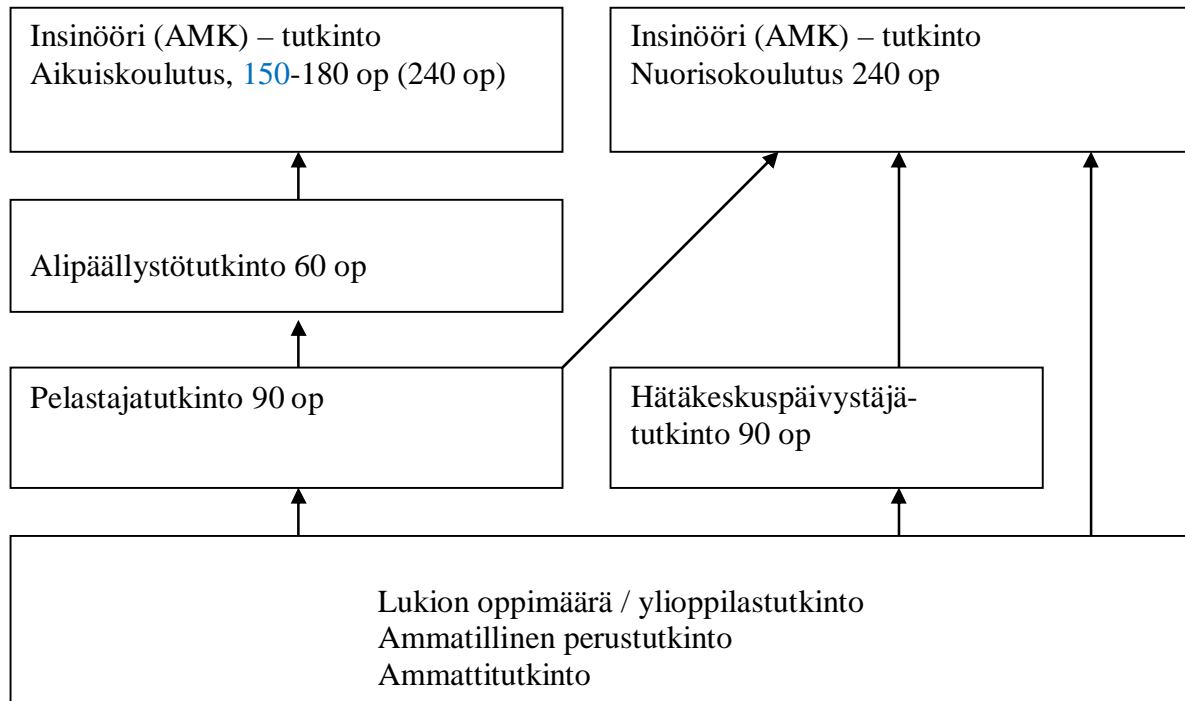 Insinööri (AMK) – tutkinto
Aikuiskoulutus, 150-180 op (240 op)
Insinööri (AMK) – tutkinto
Nuorisokoulutus 240 op
Alipäällystötutkinto 60 op
Pelastajatutkinto 90 op
Hätäkeskuspäivystäjä-
tutkinto 90 op
Lukion oppimäärä / ylioppilastutkinto
Ammatillinen perustutkinto
Ammattitutkinto